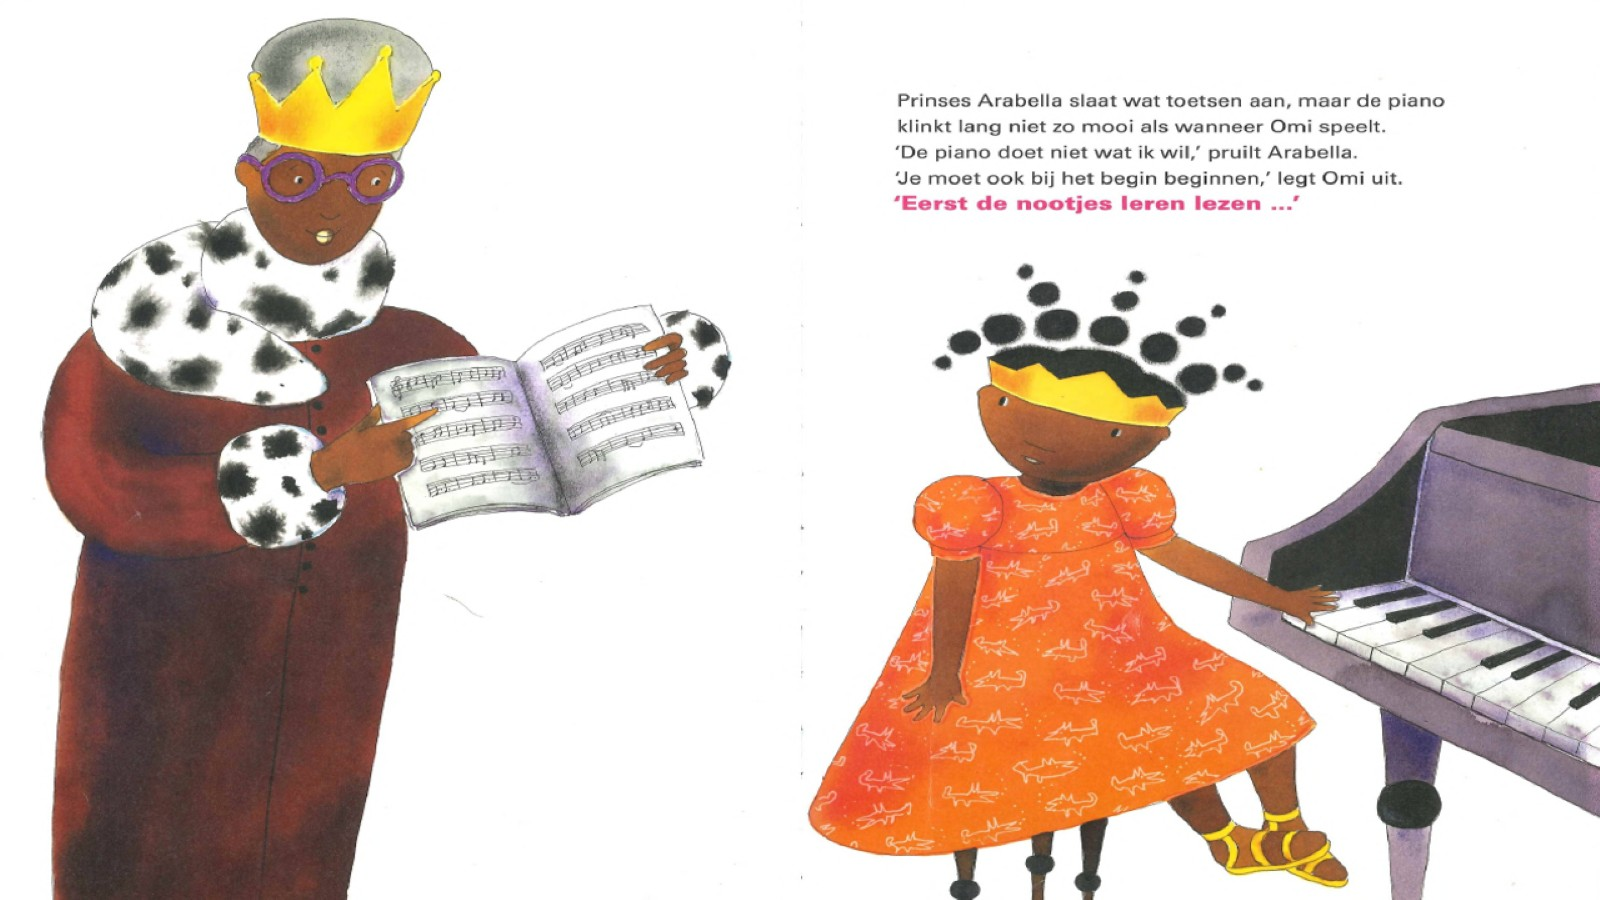 Prinses Arabella slaat wat toetsen aan, maar de piano
klinkt lang niet zo mooi als wanneer Omi speelt.
‘De piano doet niet wat ik wil,’ pruilt Arabella.
‘Je moet ook bij het begin beginnen,’ legt Omi uit.
‘Eerst de nootjes leren lezen ...’